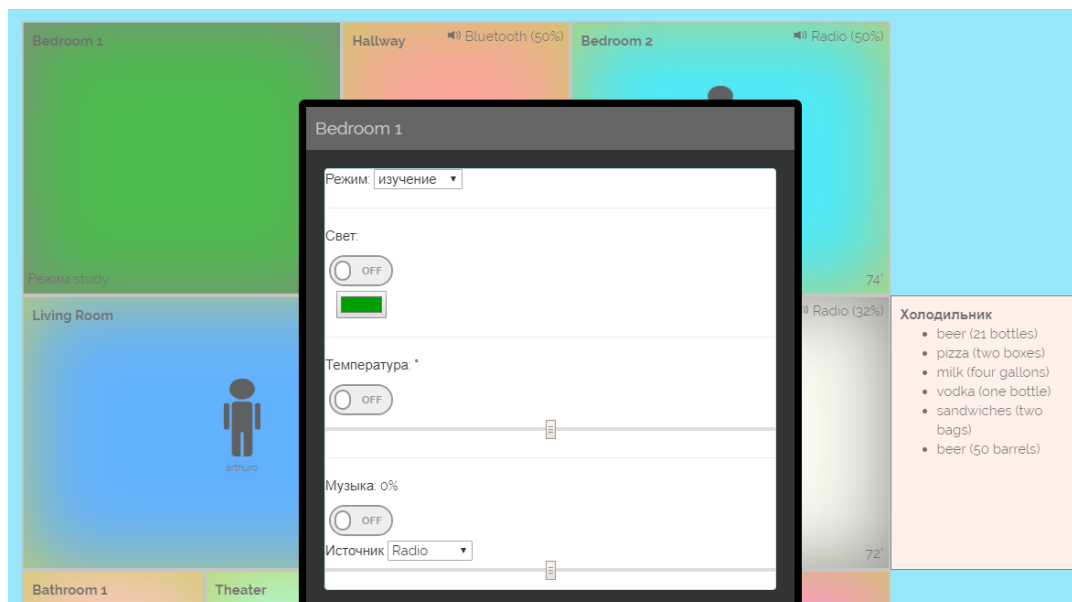 Bedroom 1
Hallway
Bluetooth (50%)
Bedroom 2
Radio (50%)
Bedroom 1
Режим: изучение
Свет:
OFF
Режим study
74°
Living Room
Radio (32%)
Холодильник
beer (21 bottles)
pizza (two boxes)
milk (four gallons)
vodka (one bottle)
sandwiches (two
bags)
beer (50 barrels)
Температура: °
OFF
arthuro
Музыка: 0%
OFF
Источник Radio
72°
Bathroom 1
Theater